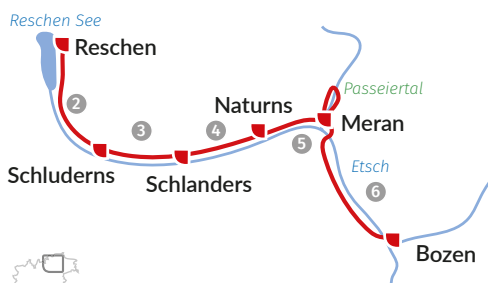 Reschen See
Reschen
Passeiertal
2
Naturns
3
4
Meran
5
Schluderns
Schlanders
Etsch
6
Bozen